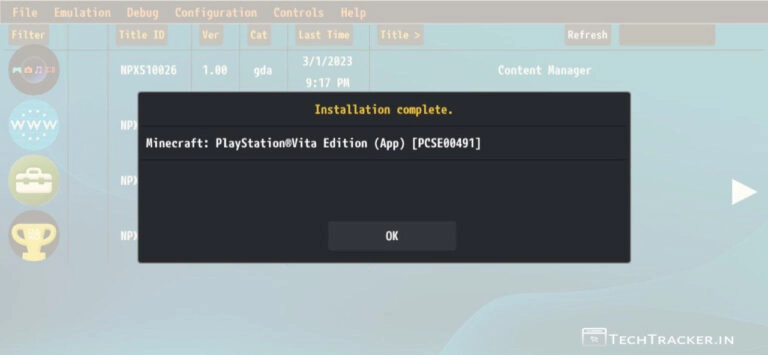 File Emulation Debug Configuration Controls Help
Filter Title ID Ver Cat Last Time Title > Refresh
NPXS10026 1.00 gda 3/1/2023 9:17 PM Content Manager
Installation complete.
WWW NPX
Minecraft: PlayStation®Vita Edition (App) [PCSE00491]
NPX
OK
NPX
TECHTRACKER.IN